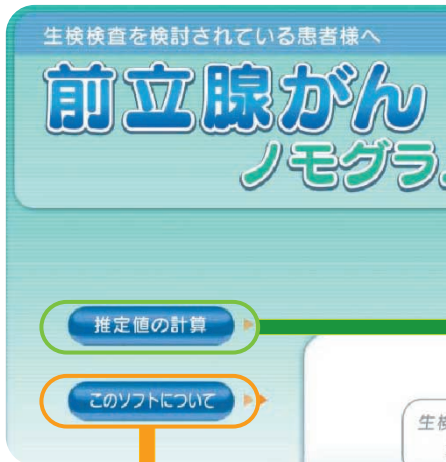 生検検査を検討されている患者様へ
前立腺がん
ノモグラ
推定値の計算
このソフトについて
生検